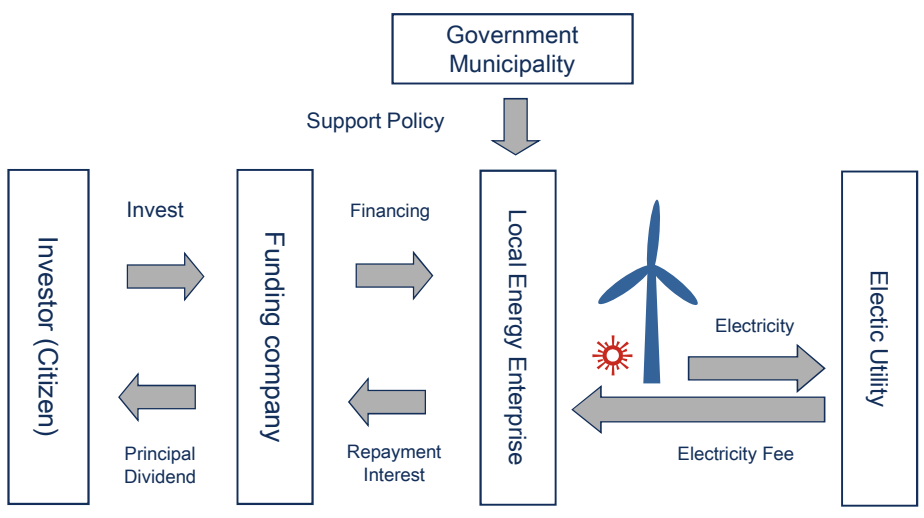 Government
Municipality
Support Policy
Investor (Citizen)
Invest
Principal
Dividend
Funding company
Financing
Repayment
Interest
Local Energy Enterprise
Electricity
Electricity Fee
Electic Utility